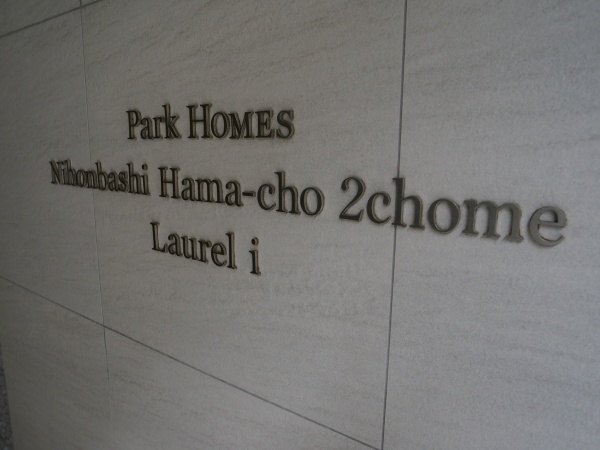 Park HOMES
Nihonbashi Hama-cho 2chome
Laurel i